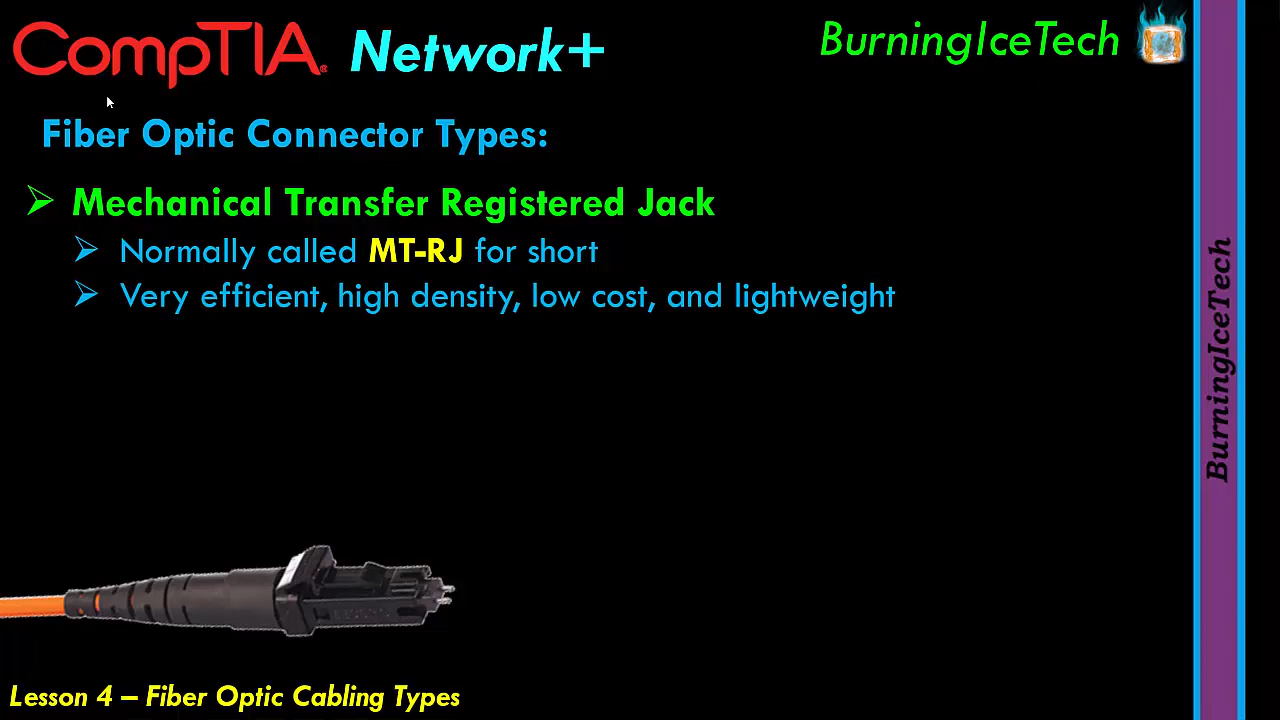 CompTIA® Network+
BurningIceTech
Fiber Optic Connector Types:
Mechanical Transfer Registered Jack
Normally called MT-RJ for short
Very efficient, high density, low cost, and lightweight
BurningIceTech
Lesson 4 – Fiber Optic Cabling Types